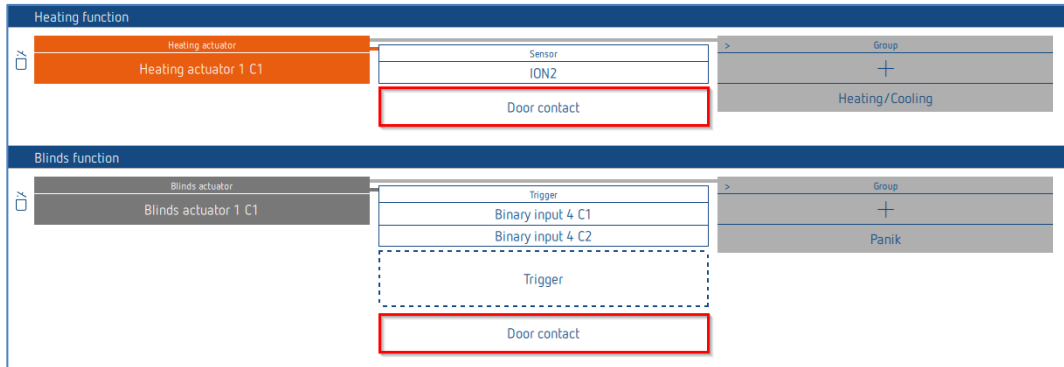 Heating function
Heating actuator
Heating actuator 1 C1
Sensor
ION2
Door contact
> Group
+
Heating/Cooling
Blinds function
Blinds actuator
Blinds actuator 1 C1
Trigger
Binary input 4 C1
Binary input 4 C2
Trigger
Door contact
> Group
+
Panik